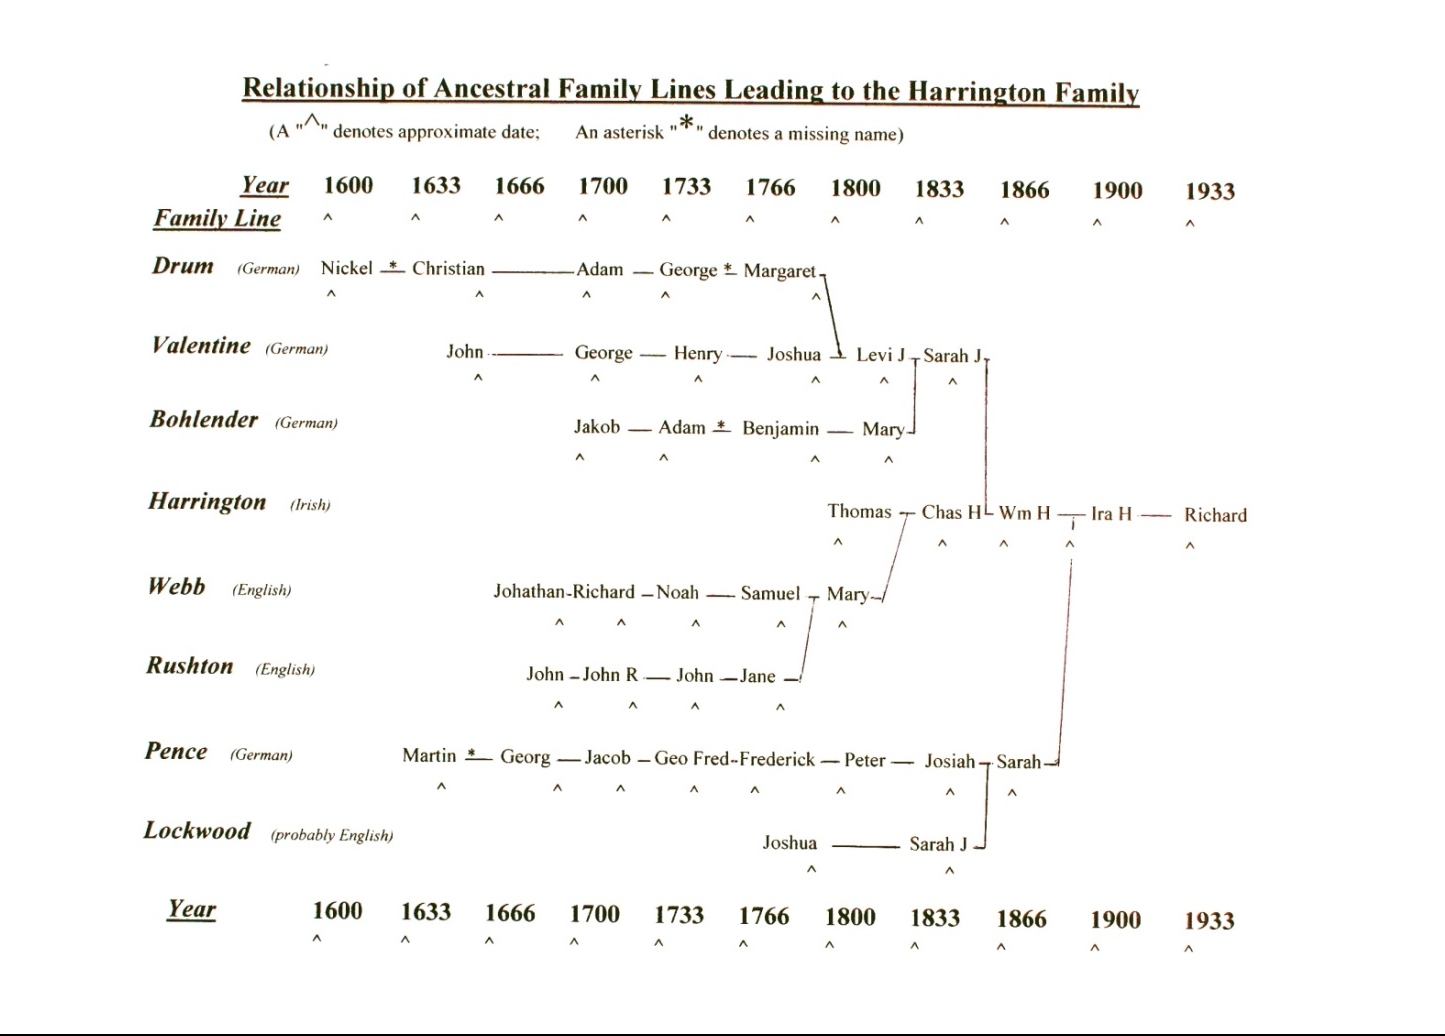 Relationship of Ancestral Family Lines Leading to the Harrington Family
(A "^" denotes approximate date; An asterisk "*" denotes a missing name)
Year 1600 1633 1666 1700 1733 1766 1800 1833 1866 1900 1933
Family Line ^ ^ ^ ^ ^ ^ ^ ^ ^ ^ ^
Drum (German) Nickel * Christian — Adam — George * Margaret
^ ^ ^ ^ ^
Valentine (German) John — George — Henry — Joshua — Levi J — Sarah J
^ ^ ^ ^ ^ ^
Bohlender (German) Jakob — Adam * Benjamin — Mary
^ ^ ^ ^
Harrington (Irish) Thomas — Chas H — Wm H — Ira H — Richard
^ ^ ^ ^ ^
Webb (English) Johathan-Richard – Noah — Samuel – Mary
^ ^ ^ ^ ^
Rushton (English) John – John R — John — Jane
^ ^ ^ ^
Pence (German) Martin * Georg — Jacob – Geo Fred--Frederick — Peter — Josiah – Sarah
^ ^ ^ ^ ^ ^ ^ ^
Lockwood (probably English) Joshua — Sarah J
^ ^
Year 1600 1633 1666 1700 1733 1766 1800 1833 1866 1900 1933
^ ^ ^ ^ ^ ^ ^ ^ ^ ^ ^